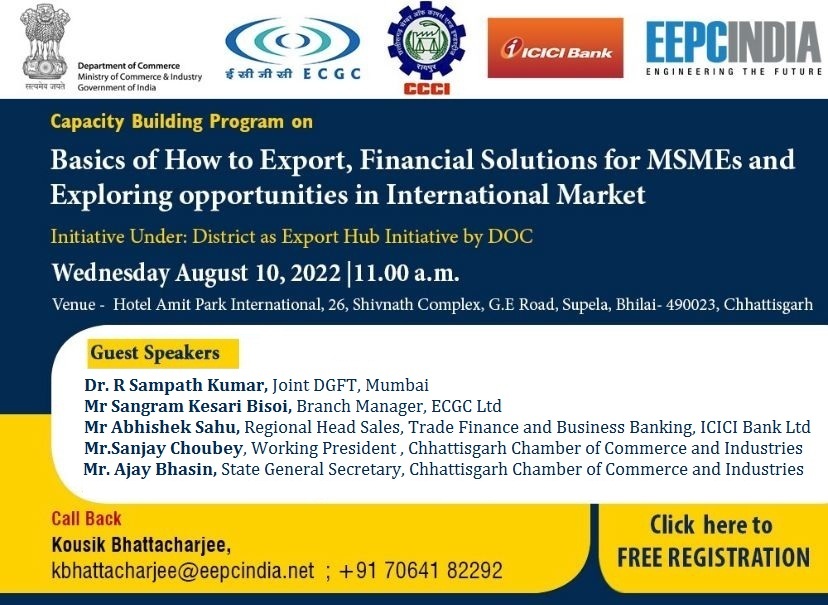 Department of Commerce
Ministry of Commerce & Industry
Government of India
सत्यमेव जयते
ई सी जी सी ECGC
रायपुर
CCCI
ICICI Bank
EEPCINDIA
ENGINEERING THE FUTURE
Capacity Building Program on
Basics of How to Export, Financial Solutions for MSMEs and
Exploring opportunities in International Market
Initiative Under: District as Export Hub Initiative by DOC
Wednesday August 10, 2022 |11.00 a.m.
Venue - Hotel Amit Park International, 26, Shivnath Complex, G.E Road, Supela, Bhilai- 490023, Chhattisgarh
Guest Speakers
Dr. R Sampath Kumar, Joint DGFT, Mumbai
Mr Sangram Kesari Bisoi, Branch Manager, ECGC Ltd
Mr Abhishek Sahu, Regional Head Sales, Trade Finance and Business Banking, ICICI Bank Ltd
Mr.Sanjay Choubey, Working President , Chhattisgarh Chamber of Commerce and Industries
Mr. Ajay Bhasin, State General Secretary, Chhattisgarh Chamber of Commerce and Industries
Call Back
Kousik Bhattacharjee,
kbhattacharjee@eepcindia.net ; +91 70641 82292
Click here to
FREE REGISTRATION